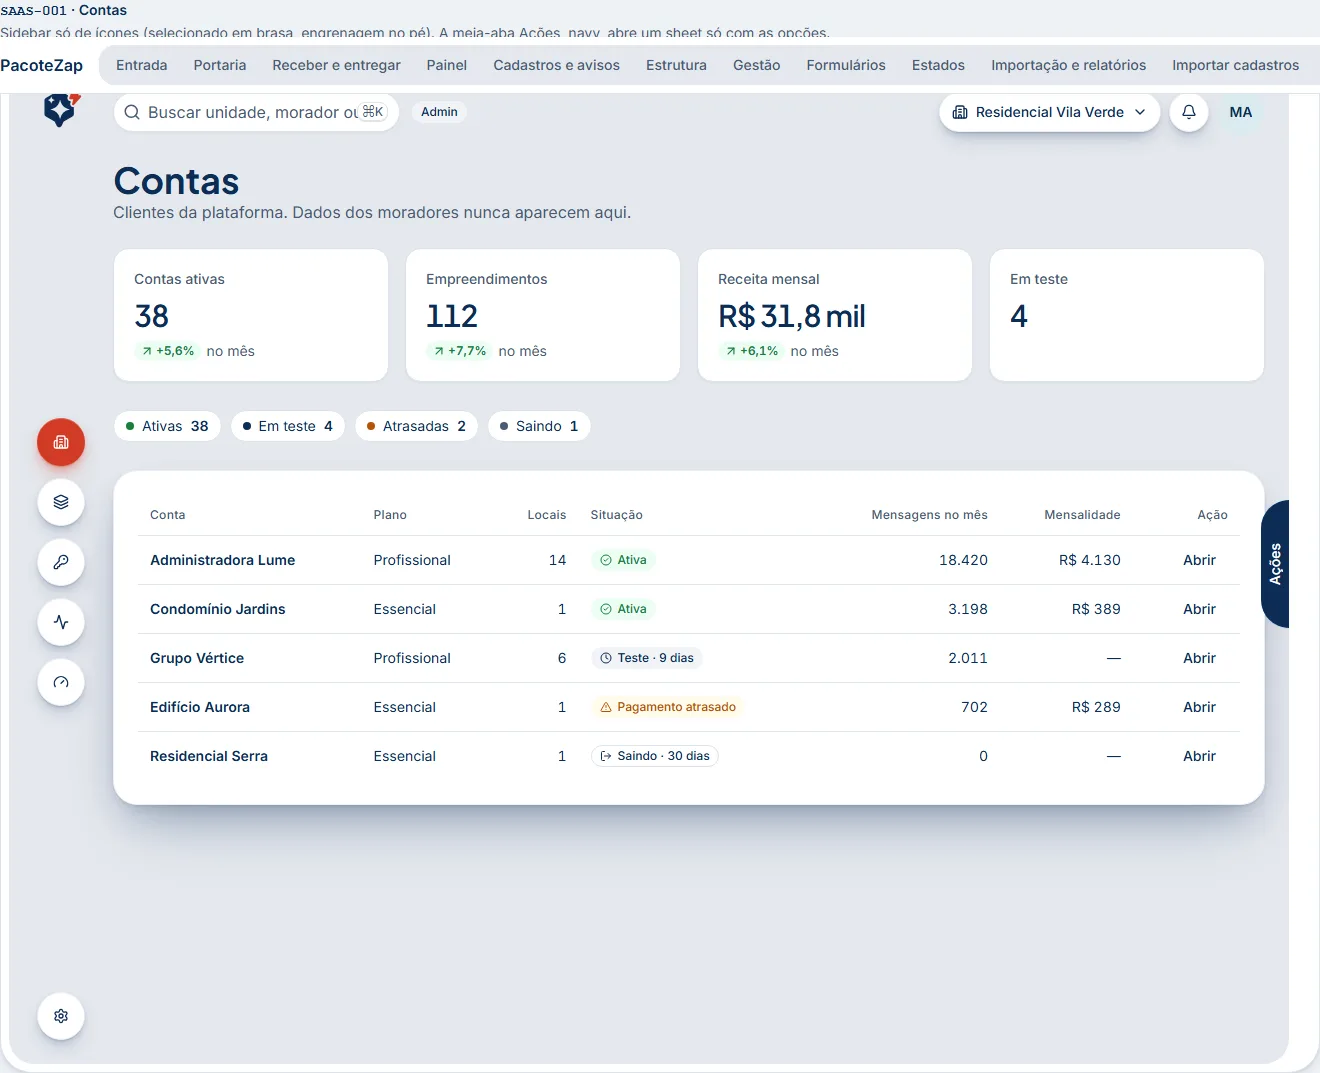 SAAS-001 · Contas
Sidebar só de ícones (selecionado em brasa, engrenagem no pé). A meia-aba Ações, navy, abre um sheet só com as opções.
PacoteZap
Entrada
Portaria
Receber e entregar
Painel
Cadastros e avisos
Estrutura
Gestão
Formulários
Estados
Importação e relatórios
Importar cadastros
Buscar unidade, morador ou
⌘K
Admin
Residencial Vila Verde
MA
Contas
Clientes da plataforma. Dados dos moradores nunca aparecem aqui.
Contas ativas
38
+5,6% no mês
Empreendimentos
112
+7,7% no mês
Receita mensal
R$ 31,8 mil
+6,1% no mês
Em teste
4
Ativas 38
Em teste 4
Atrasadas 2
Saindo 1
Conta Plano Locais Situação Mensagens no mês Mensalidade Ação
Administradora Lume Profissional 14 Ativa 18.420 R$ 4.130 Abrir
Condomínio Jardins Essencial 1 Ativa 3.198 R$ 389 Abrir
Grupo Vértice Profissional 6 Teste · 9 dias 2.011 — Abrir
Edifício Aurora Essencial 1 Pagamento atrasado 702 R$ 289 Abrir
Residencial Serra Essencial 1 Saindo · 30 dias 0 — Abrir
Ações